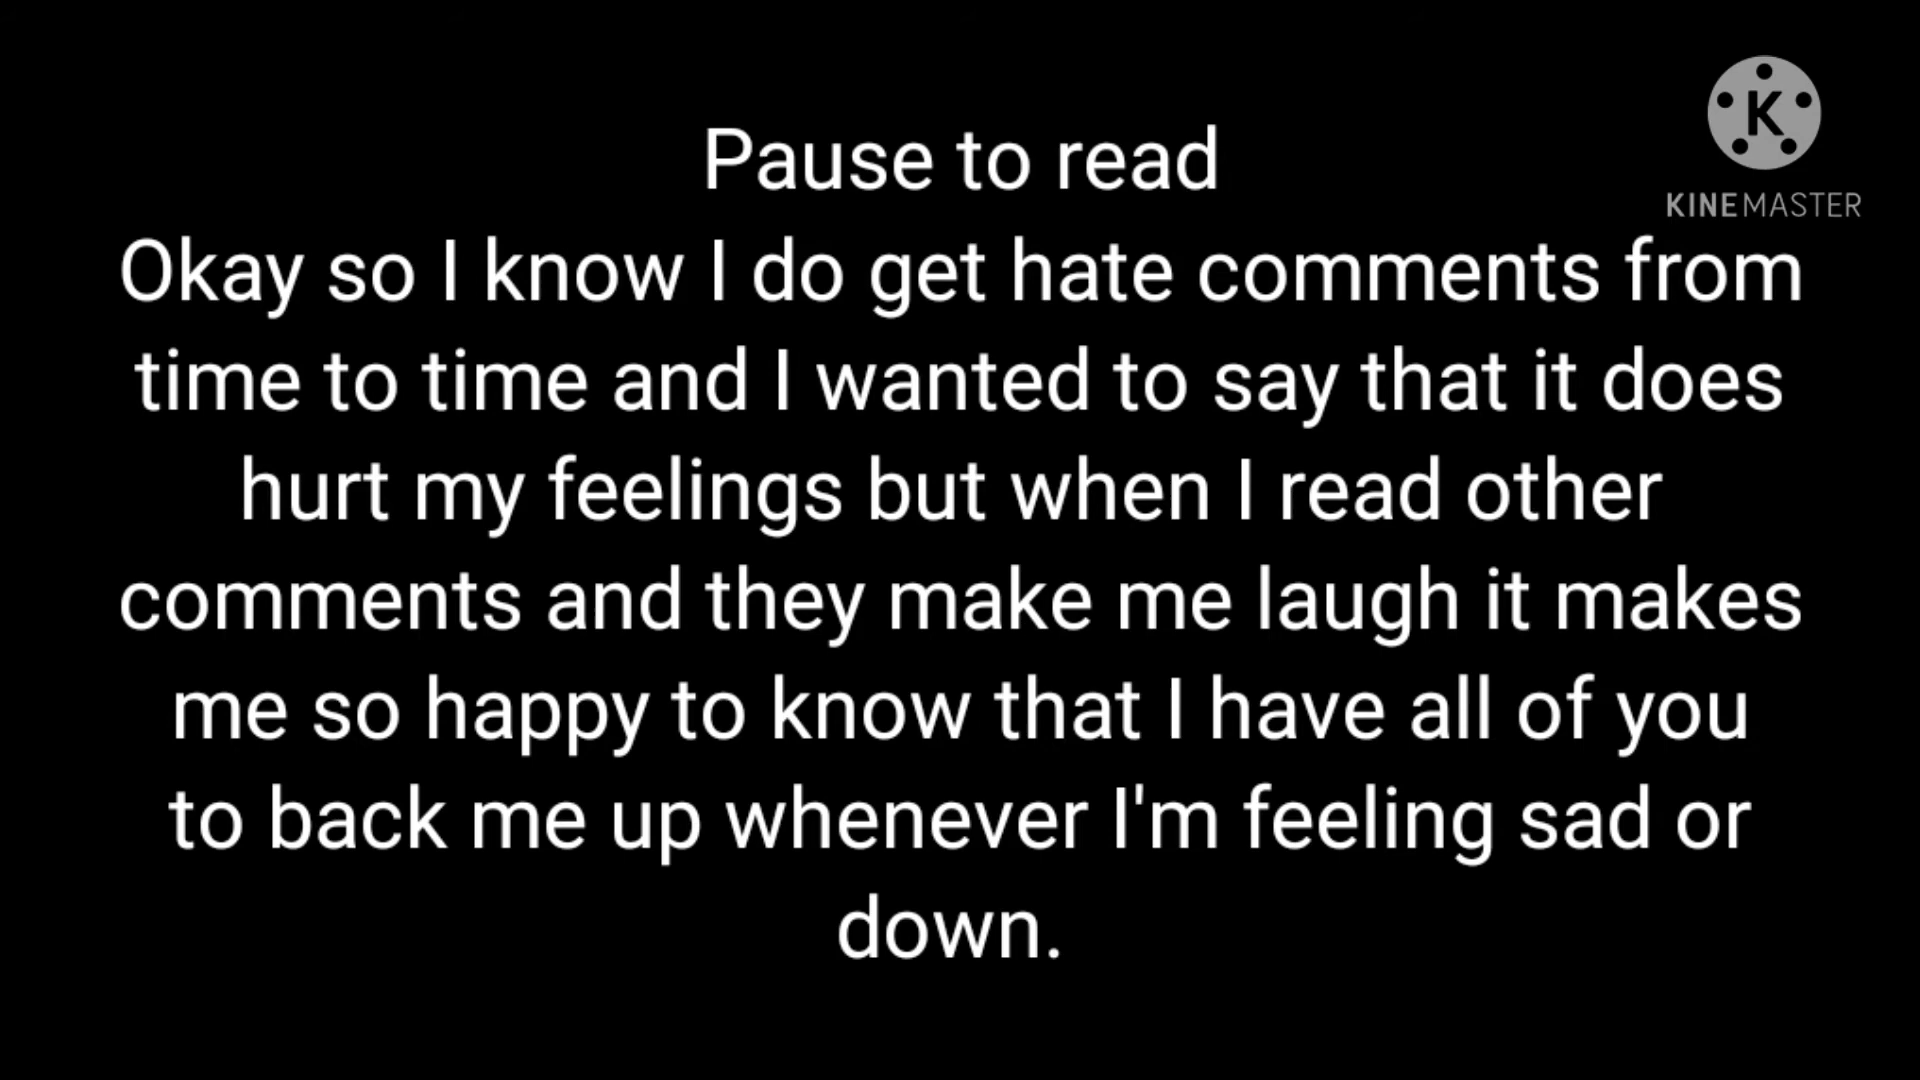 Pause to read
K
KINEMASTER
Okay so I know I do get hate comments from
time to time and I wanted to say that it does
hurt my feelings but when I read other
comments and they make me laugh it makes
me so happy to know that I have all of you
to back me up whenever I'm feeling sad or
down.